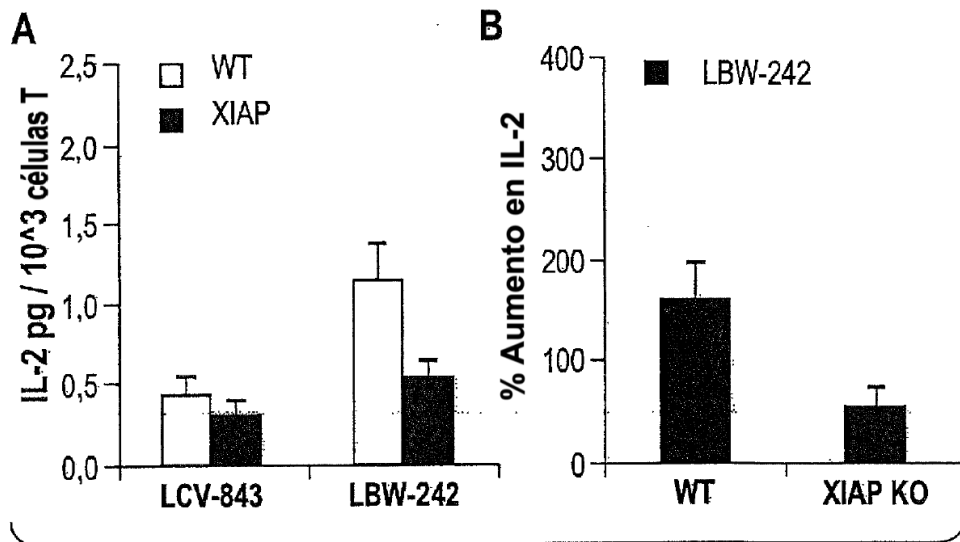 A
IL-2 pg / 10^3 células T
2,5
2,0
1,5
1,0
0,5
0,0
WT
XIAP
LCV-843
LBW-242
B
% Aumento en IL-2
400
300
200
100
0
LBW-242
WT
XIAP KO